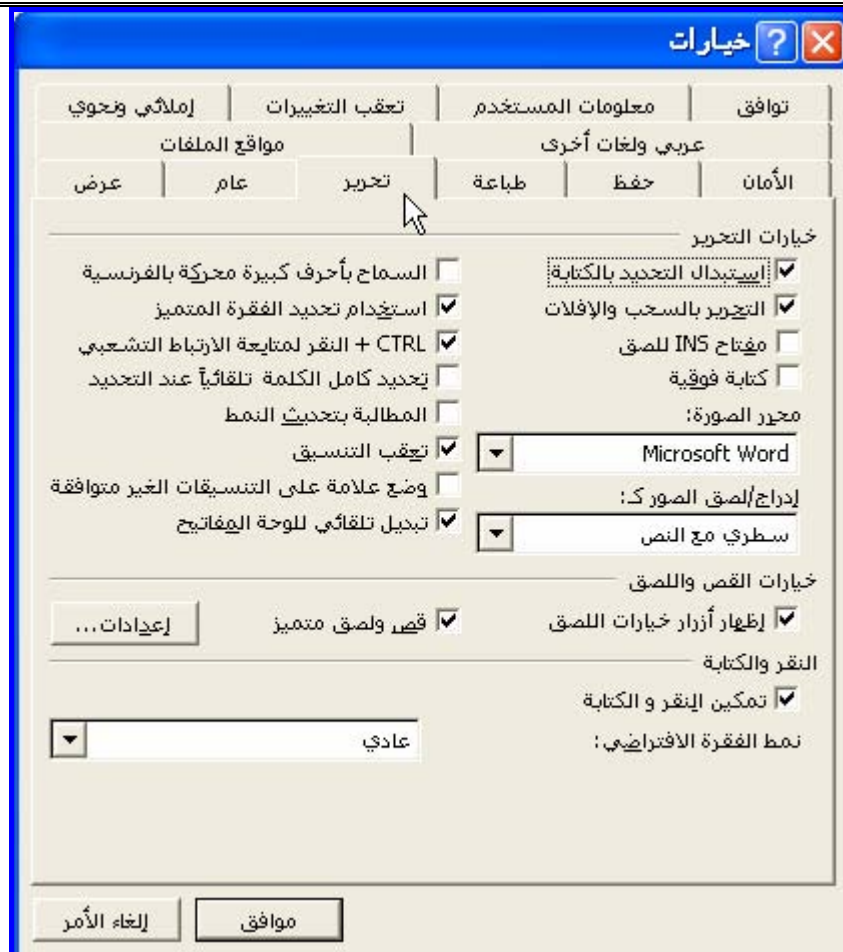 خيارات
توافق معلومات المستخدم تعقب التغييرات إملائي ونحوي
عربي ولغات أخرى مواقع الملفات
الأمان حفظ طباعة تحرير عام عرض
خيارات التحرير
استبدال التحديد بالكتابة السماح بأحرف كبيرة محركة بالفرنسية
التحرير بالسحب والإفلات استخدام تحديد الفقرة المتميز
مفتاح INS للصق CTRL + النقر لمتابعة الارتباط التشعبي
كتابة فوقية تحديد كامل الكلمة تلقائياً عند التحديد
محرر الصورة: المطالبة بتحديث النمط
Microsoft Word تعقب التنسيق
إدراج/لصق الصور كـ: وضع علامة على التنسيقات الغير متوافقة
سطري مع النص تبديل تلقائي للوحة المفاتيح
خيارات القص واللصق
إظهار أزرار خيارات اللصق قص ولصق متميز إعدادات...
النقر والكتابة
تمكين النقر و الكتابة
نمط الفقرة الافتراضي: عادي
موافق إلغاء الأمر